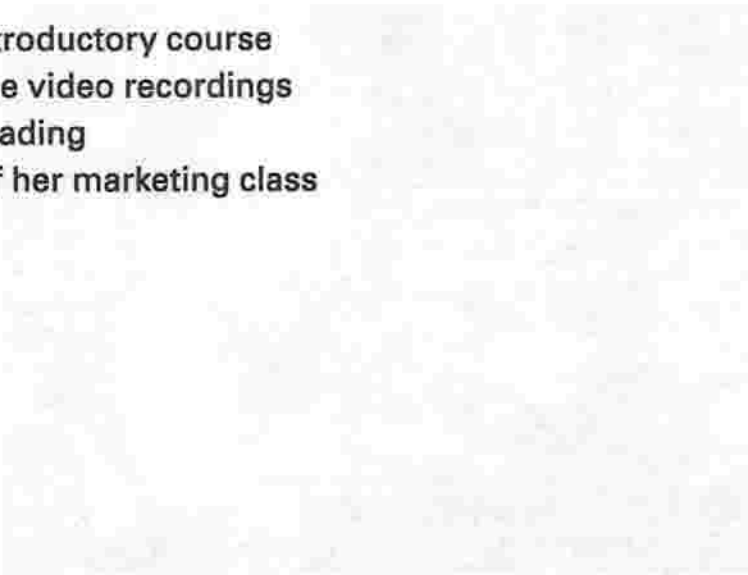 troductory course
e video recordings
ading
her marketing class